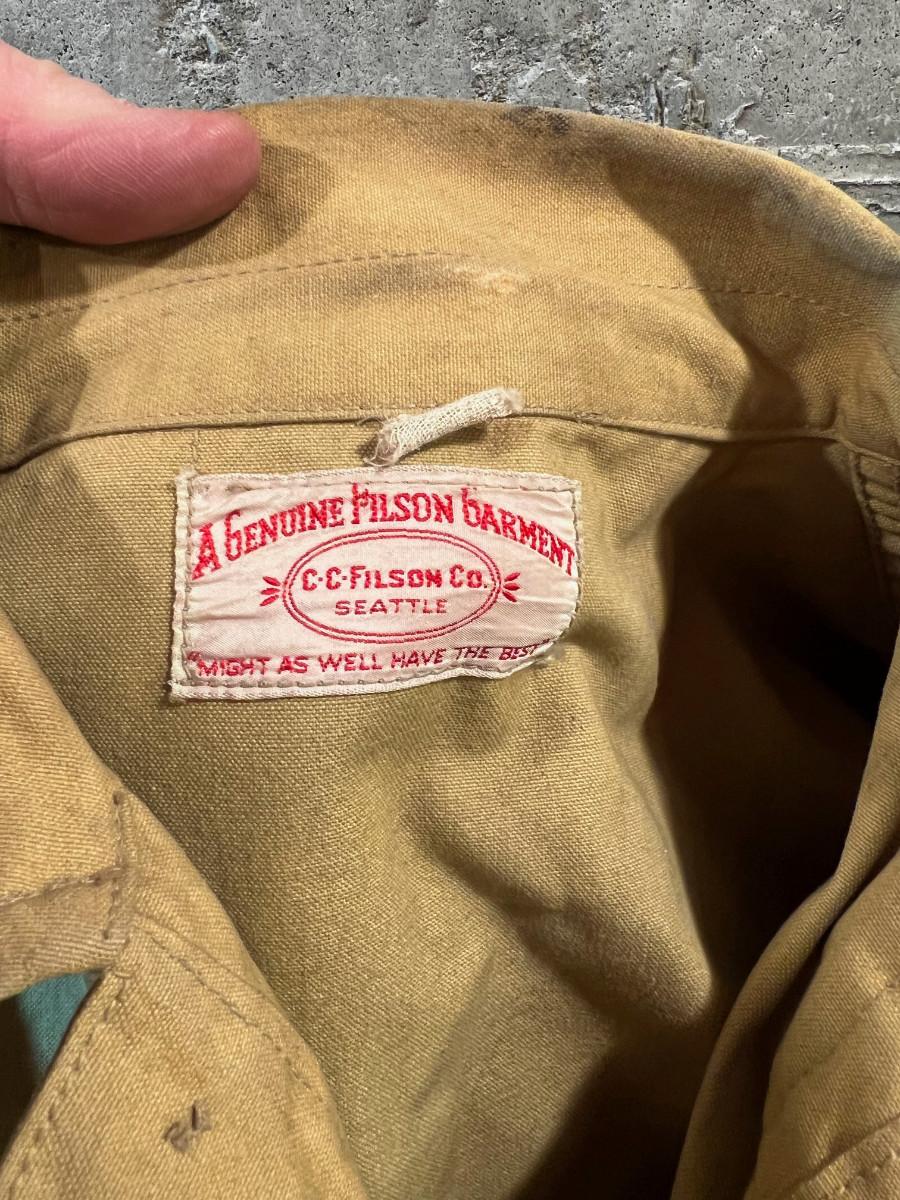 A GENUINE FILSON GARMENT
C·C·FILSON CO.
SEATTLE
"MIGHT AS WELL HAVE THE BEST"